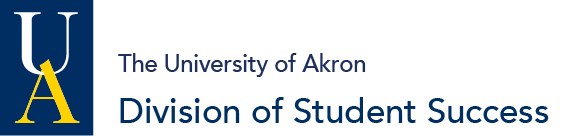 UA
The University of Akron
Division of Student Success